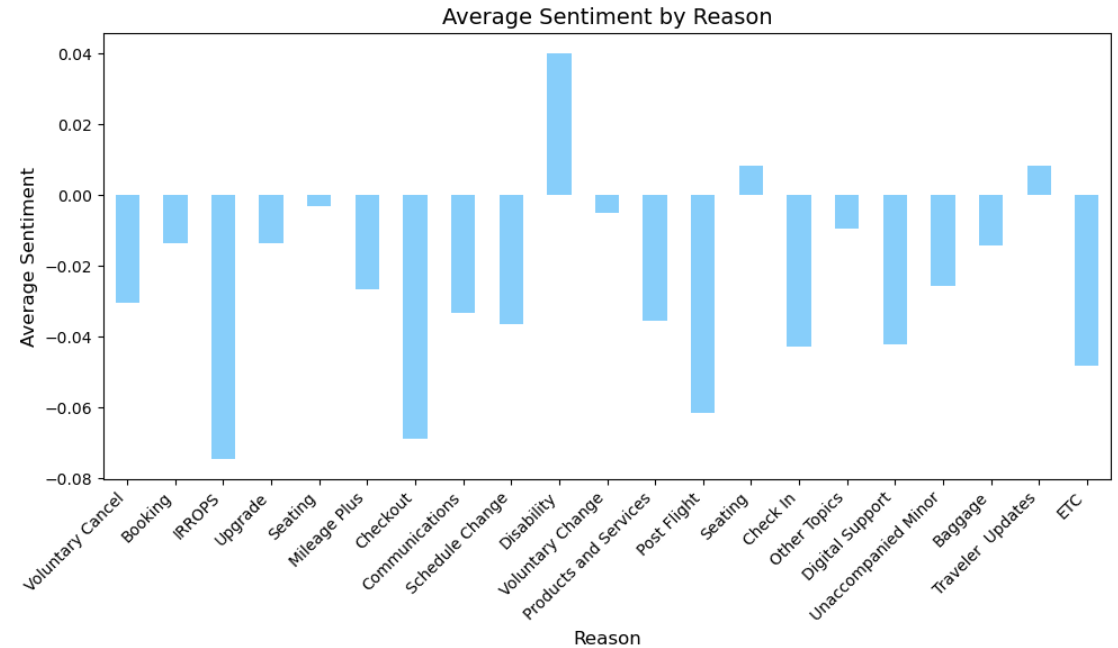 Average Sentiment by Reason
Average Sentiment
0.04
0.02
0.00
−0.02
−0.04
−0.06
−0.08
Voluntary Cancel
Booking
IRROPS
Upgrade
Seating
Mileage Plus
Checkout
Communications
Schedule Change
Disability
Voluntary Change
Products and Services
Post Flight
Seating
Check In
Other Topics
Digital Support
Unaccompanied Minor
Baggage
Traveler  Updates
ETC
Reason